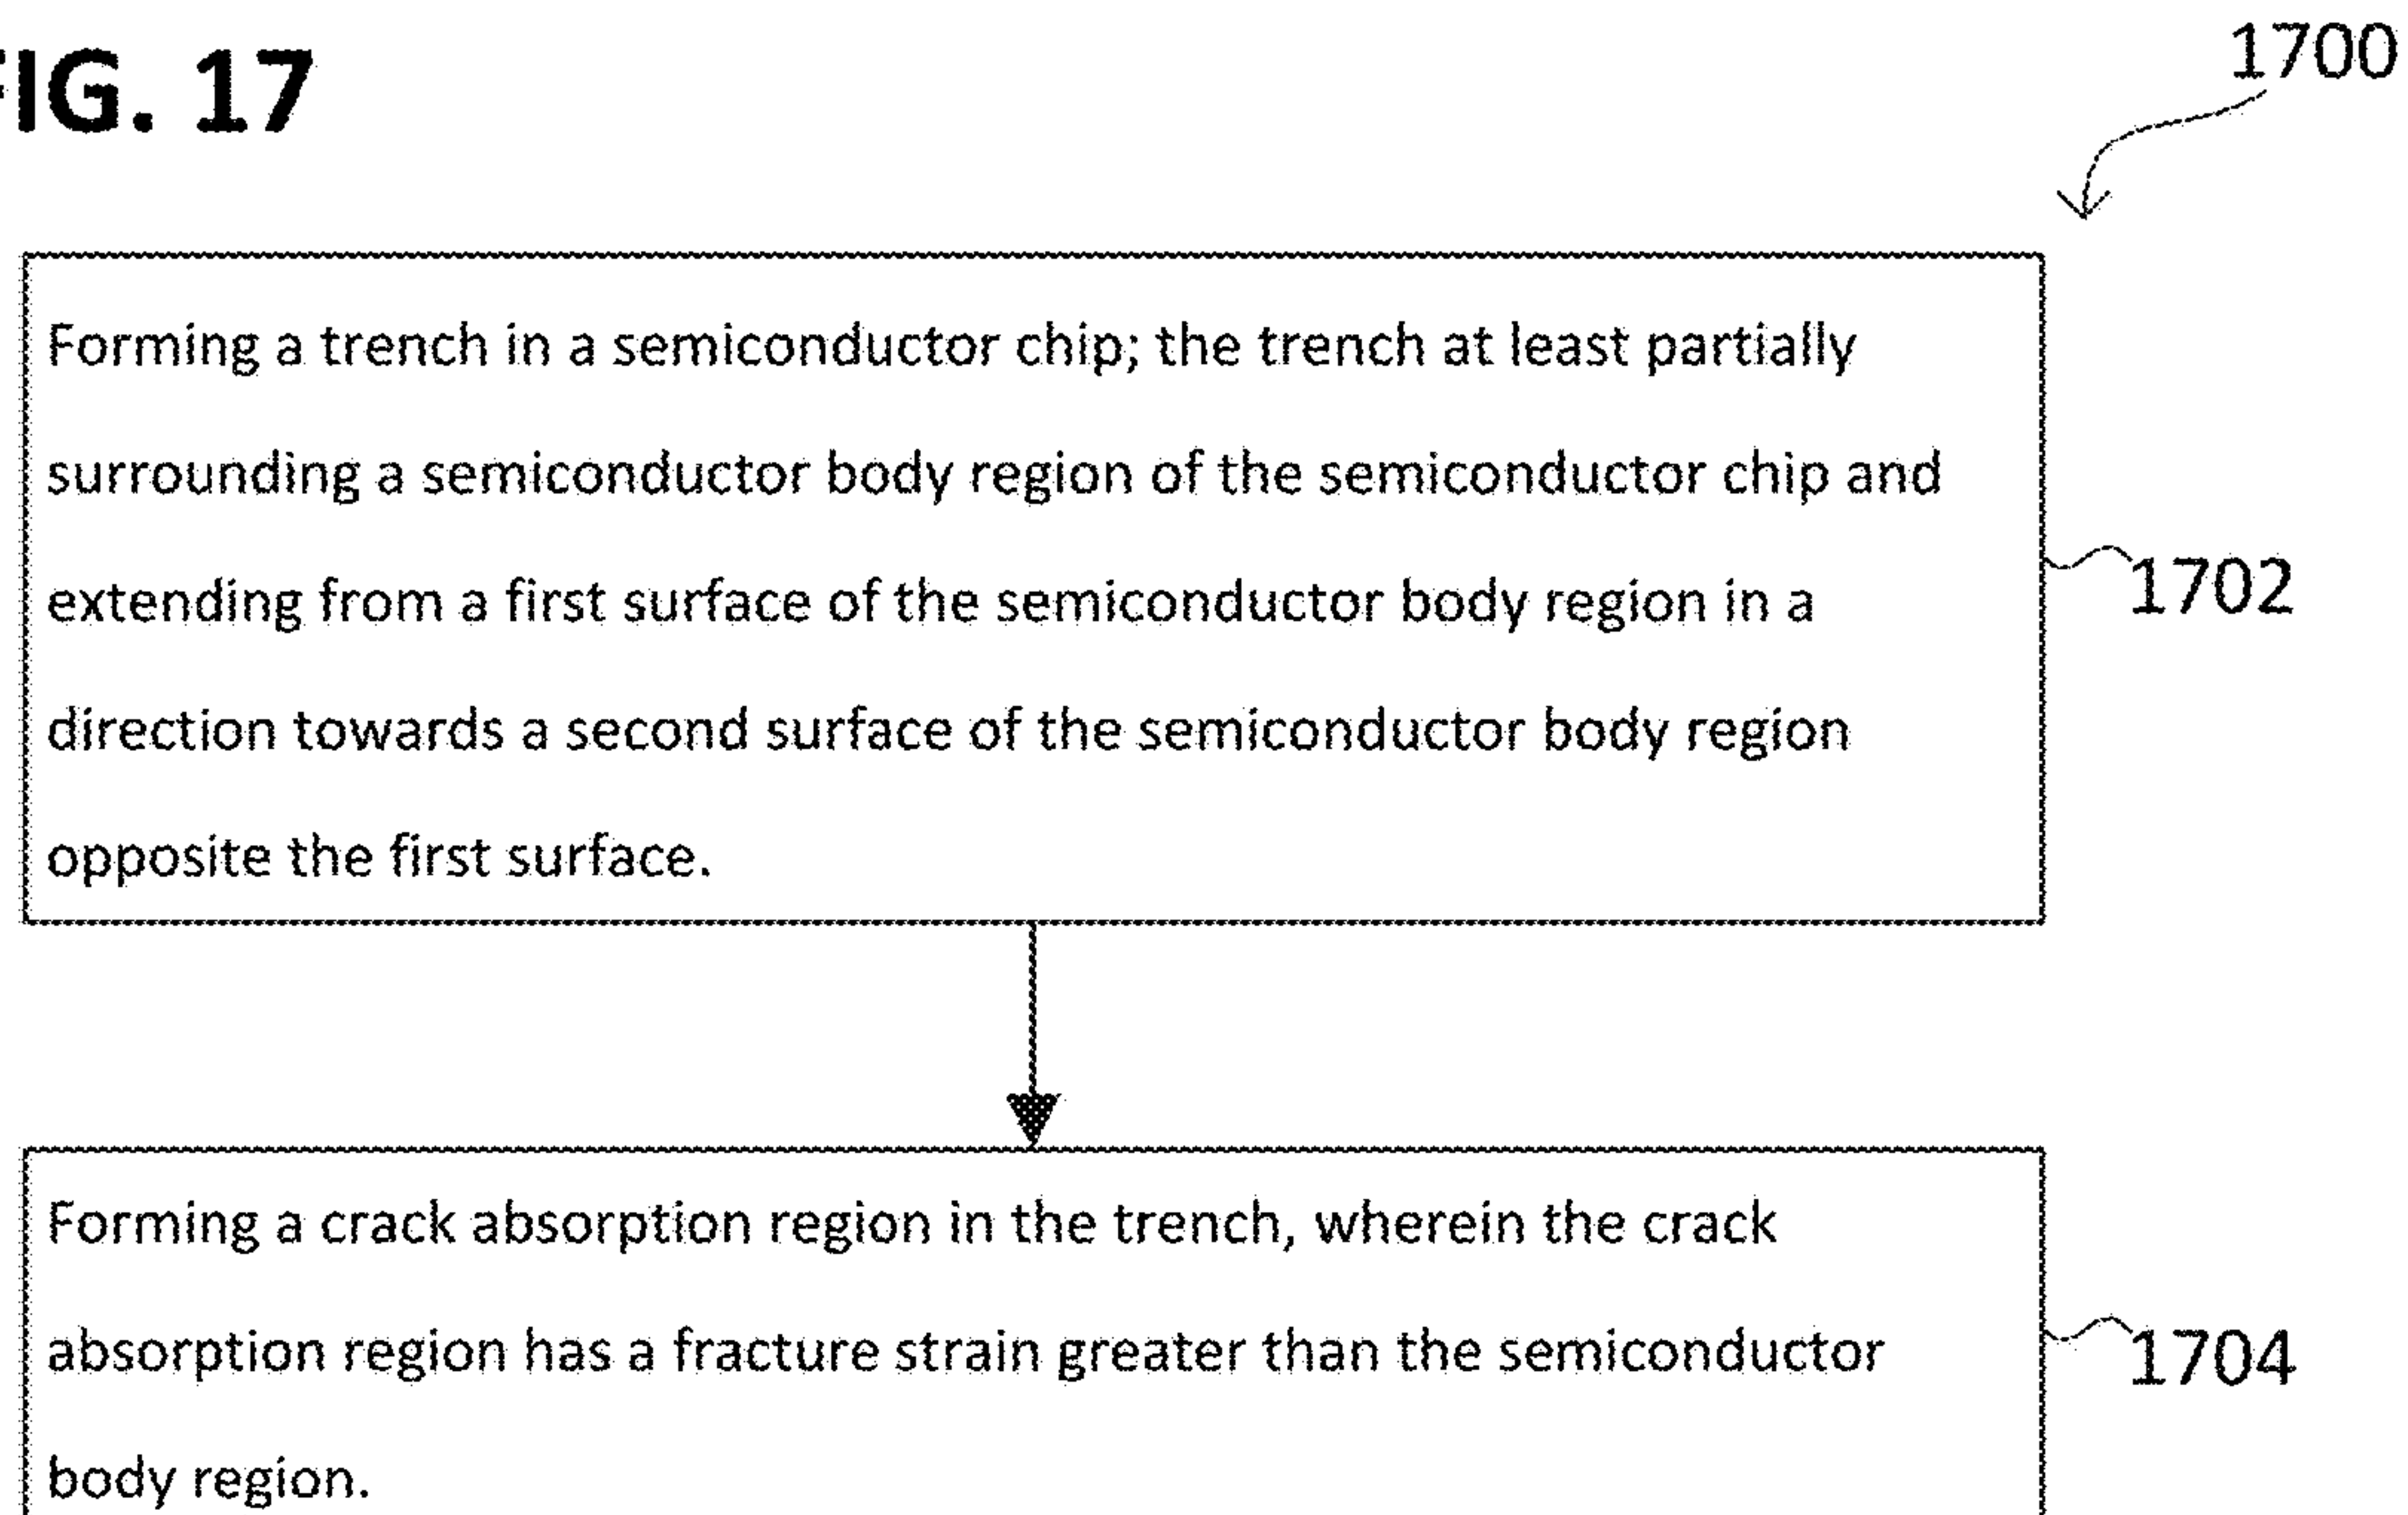 FIG. 17
1700
Forming a trench in a semiconductor chip; the trench at least partially
surrounding a semiconductor body region of the semiconductor chip and
extending from a first surface of the semiconductor body region in a
direction towards a second surface of the semiconductor body region
opposite the first surface.
1702
Forming a crack absorption region in the trench, wherein the crack
absorption region has a fracture strain greater than the semiconductor
body region.
1704